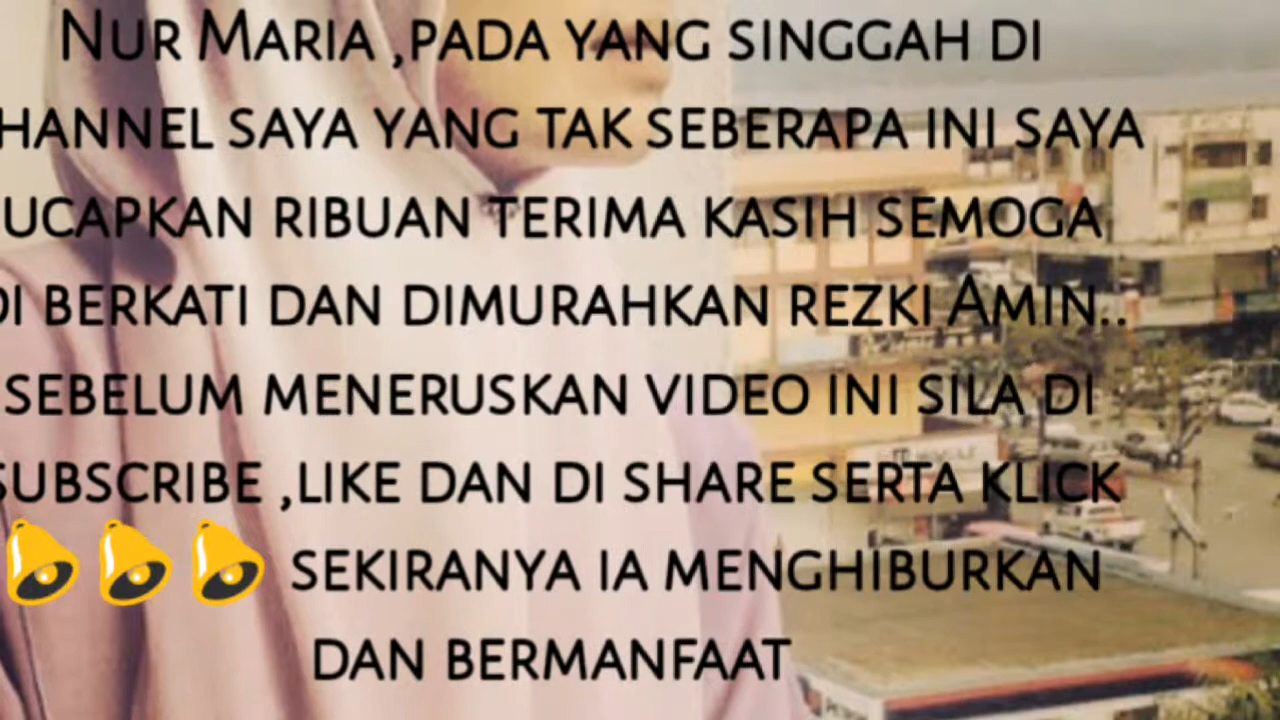 Nur Maria ,pada yang singgah di
hannel saya yang tak seberapa ini saya
ucapkan ribuan terima kasih semoga
di berkati dan dimurahkan rezki Amin..
sebelum meneruskan video ini sila di
subscribe ,like dan di share serta klick
🔔🔔🔔 sekiranya ia menghiburkan
dan bermanfaat